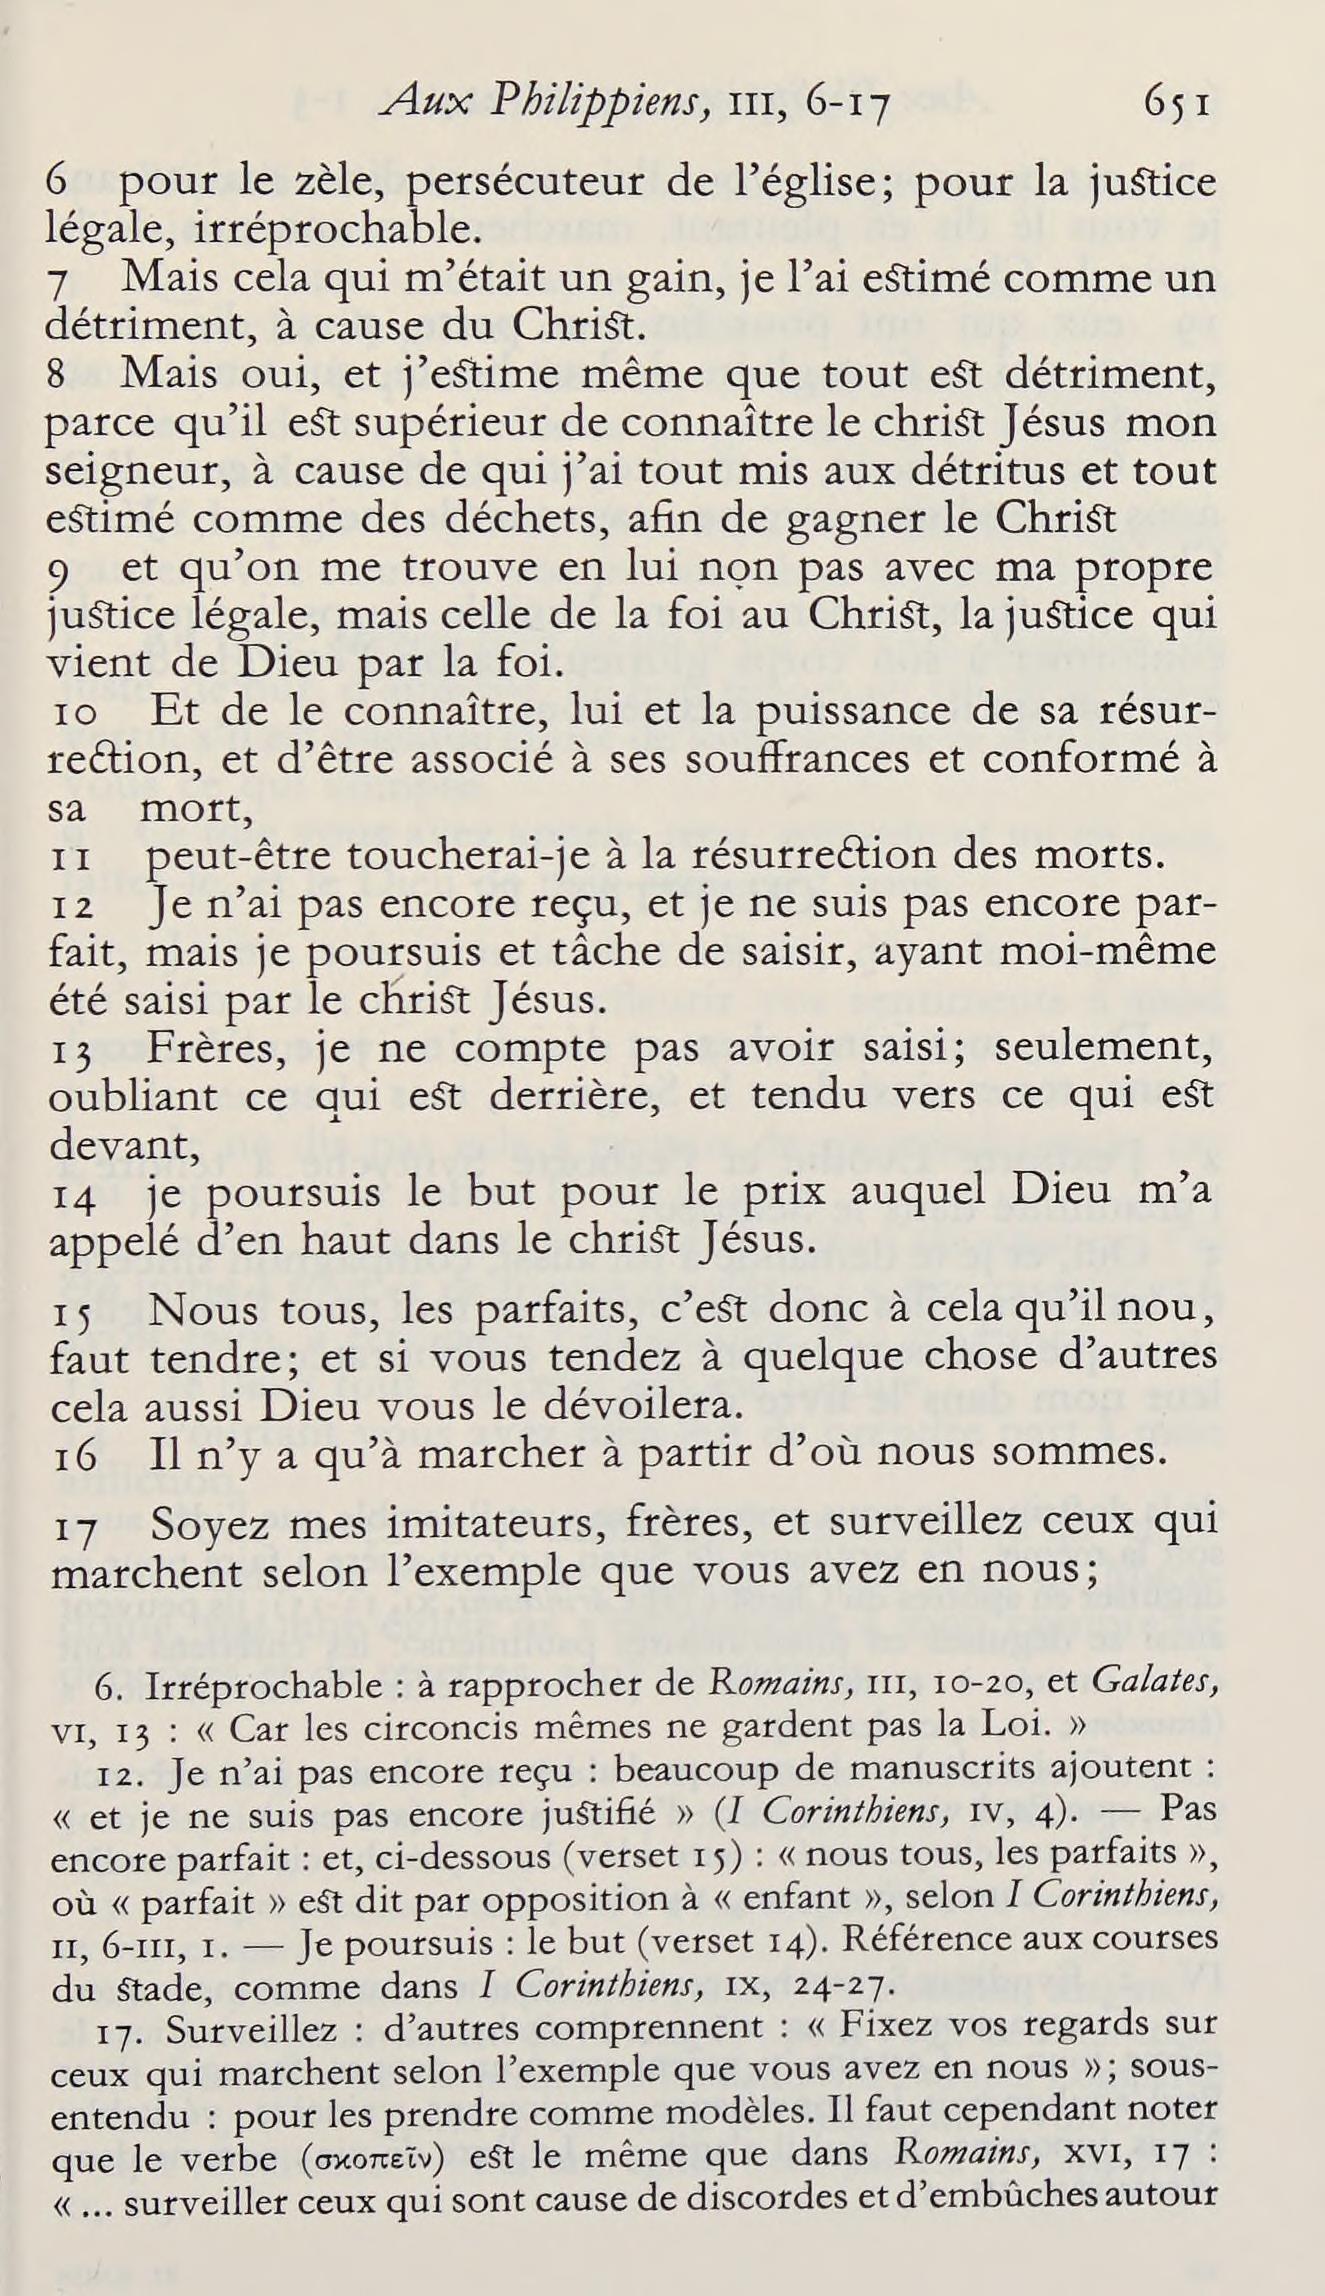 Aux Philippiens, III, 6-17 651
6 pour le zèle, persécuteur de l’église; pour la justice
légale, irréprochable.
7 Mais cela qui m’était un gain, je l’ai estimé comme un
détriment, à cause du Christ.
8 Mais oui, et j’estime même que tout est détriment,
parce qu’il est supérieur de connaître le christ Jésus mon
seigneur, à cause de qui j’ai tout mis aux détritus et tout
estimé comme des déchets, afin de gagner le Christ
9 et qu’on me trouve en lui non pas avec ma propre
justice légale, mais celle de la foi au Christ, la justice qui
vient de Dieu par la foi.
10 Et de le connaître, lui et la puissance de sa résur-
rection, et d’être associé à ses souffrances et conformé à
sa mort,
11 peut-être toucherai-je à la résurrection des morts.
12 Je n’ai pas encore reçu, et je ne suis pas encore par-
fait, mais je poursuis et tâche de saisir, ayant moi-même
été saisi par le christ Jésus.
13 Frères, je ne compte pas avoir saisi; seulement,
oubliant ce qui est derrière, et tendu vers ce qui est
devant,
14 je poursuis le but pour le prix auquel Dieu m’a
appelé d’en haut dans le christ Jésus.
15 Nous tous, les parfaits, c’est donc à cela qu’il nou,
faut tendre; et si vous tendez à quelque chose d’autres
cela aussi Dieu vous le dévoilera.
16 Il n’y a qu’à marcher à partir d’où nous sommes.
17 Soyez mes imitateurs, frères, et surveillez ceux qui
marchent selon l’exemple que vous avez en nous;
6. Irréprochable : à rapprocher de Romains, III, 10-20, et Galates,
VI, 13 : « Car les circoncis mêmes ne gardent pas la Loi. »
12. Je n’ai pas encore reçu : beaucoup de manuscrits ajoutent :
« et je ne suis pas encore justifié » (I Corinthiens, IV, 4). — Pas
encore parfait : et, ci-dessous (verset 15) : « nous tous, les parfaits »,
où « parfait » est dit par opposition à « enfant », selon I Corinthiens,
II, 6-III, 1. — Je poursuis : le but (verset 14). Référence aux courses
du stade, comme dans I Corinthiens, IX, 24-27.
17. Surveillez : d’autres comprennent : « Fixez vos regards sur
ceux qui marchent selon l’exemple que vous avez en nous »; sous-
entendu : pour les prendre comme modèles. Il faut cependant noter
que le verbe (σκοπεῖν) est le même que dans Romains, XVI, 17 :
« ... surveiller ceux qui sont cause de discordes et d’embûches autour